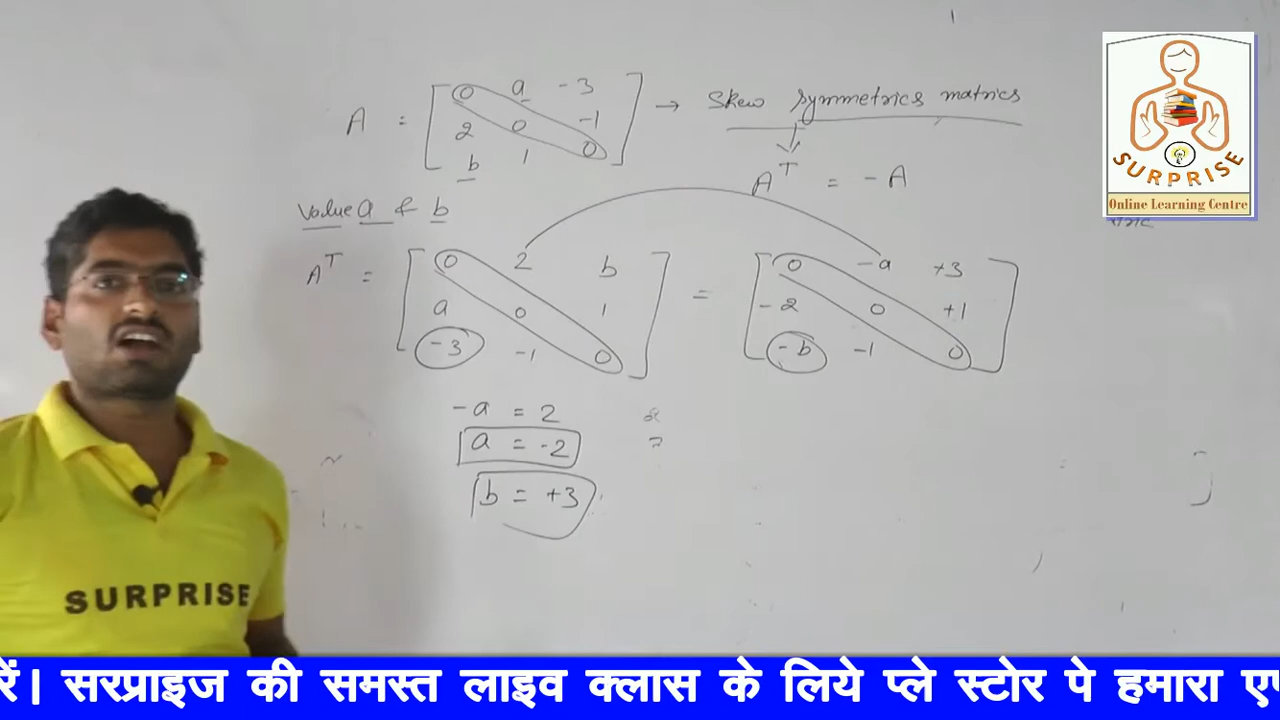 A = [ 0 a -3 ] → Skew symmetrics matrics
2 0 -1
b 1 0
A^T = -A
Value a & b
A^T = [ 0 2 b ] = [ 0 -a +3 ]
a 0 1 -2 0 +1
-3 -1 0 -b -1 0
-a = 2
a = -2
b = +3
SURPRISE
SURPRISE
Online Learning Centre
रें| सरप्राइज की समस्त लाइव क्लास के लिये प्ले स्टोर पे हमारा